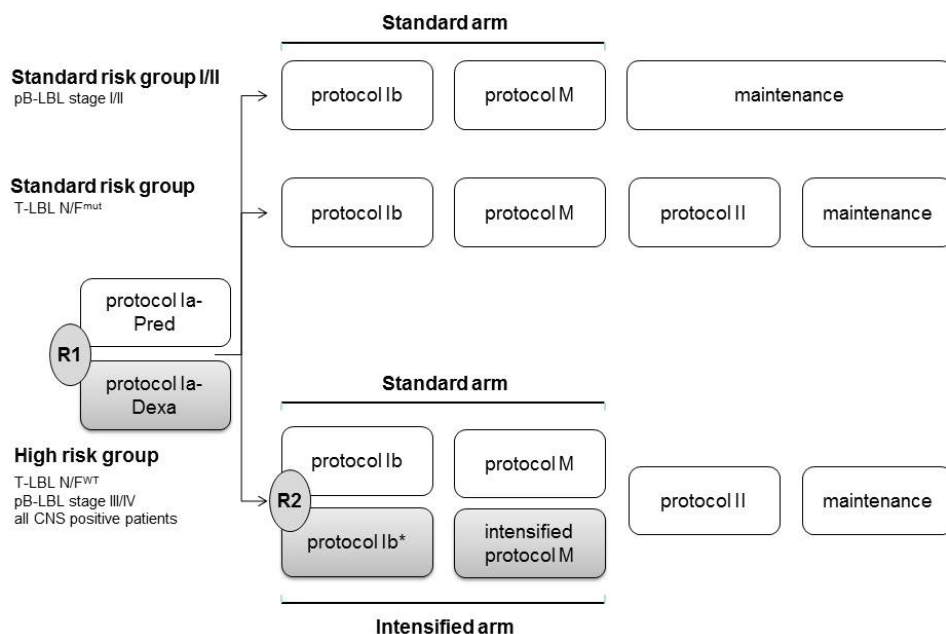 Standard arm
Standard risk group I/II
pB-LBL stage I/II
protocol Ib
protocol M
maintenance
Standard risk group
T-LBL N/Fᵐᵘᵗ
protocol Ib
protocol M
protocol II
maintenance
protocol Ia-
Pred
R1
protocol Ia-
Dexa
Standard arm
High risk group
T-LBL N/Fᵂᵀ
pB-LBL stage III/IV
all CNS positive patients
protocol Ib
protocol M
R2
protocol II
maintenance
protocol Ib*
intensified
protocol M
Intensified arm